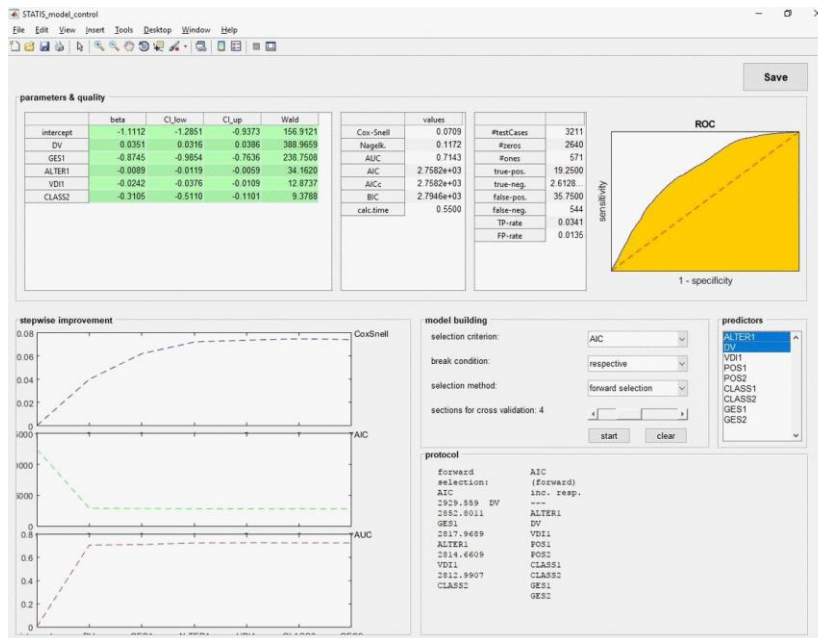 STATIS_model_control
File Edit View Insert Tools Desktop Window Help
Save
parameters & quality
beta CI_low CI_up Wald
intercept -1.1112 -1.2851 -0.9373 156.9121
DV 0.0351 0.0316 0.0386 388.9659
GES1 -0.8745 -0.9854 -0.7636 238.7508
ALTER1 -0.0089 -0.0119 -0.0059 34.1620
VDI1 -0.0242 -0.0376 -0.0109 12.8737
CLASS2 -0.3105 -0.5110 -0.1101 9.3788
values
Cox-Snell 0.0709
Nagelk. 0.1172
AUC 0.7143
AIC 2.7582e+03
AICc 2.7582e+03
BIC 2.7946e+03
calc.time 0.5500
#testCases 3211
#zeros 2640
#ones 571
true-pos. 19.2500
true-neg. 2.6128...
false-pos. 35.7500
false-neg. 544
TP-rate 0.0341
FP-rate 0.0135
ROC
sensitivity
1 - specificity
stepwise improvement
0.08
0.06
0.04
0.02
0
CoxSnell
5000
0
AIC
0.8
0.6
0.4
0.2
0
AUC
model building
selection criterion: AIC
break condition: respective
selection method: forward selection
sections for cross validation: 4
start clear
predictors
ALTER1
DV
VDI1
POS1
POS2
CLASS1
CLASS2
GES1
GES2
protocol
forward AIC
selection: (forward)
AIC inc. resp.
2929.559 DV ---
2852.8011 ALTER1
GES1 DV
2817.9689 VDI1
ALTER1 POS1
2814.6609 POS2
VDI1 CLASS1
2812.9907 CLASS2
CLASS2 GES1
GES2